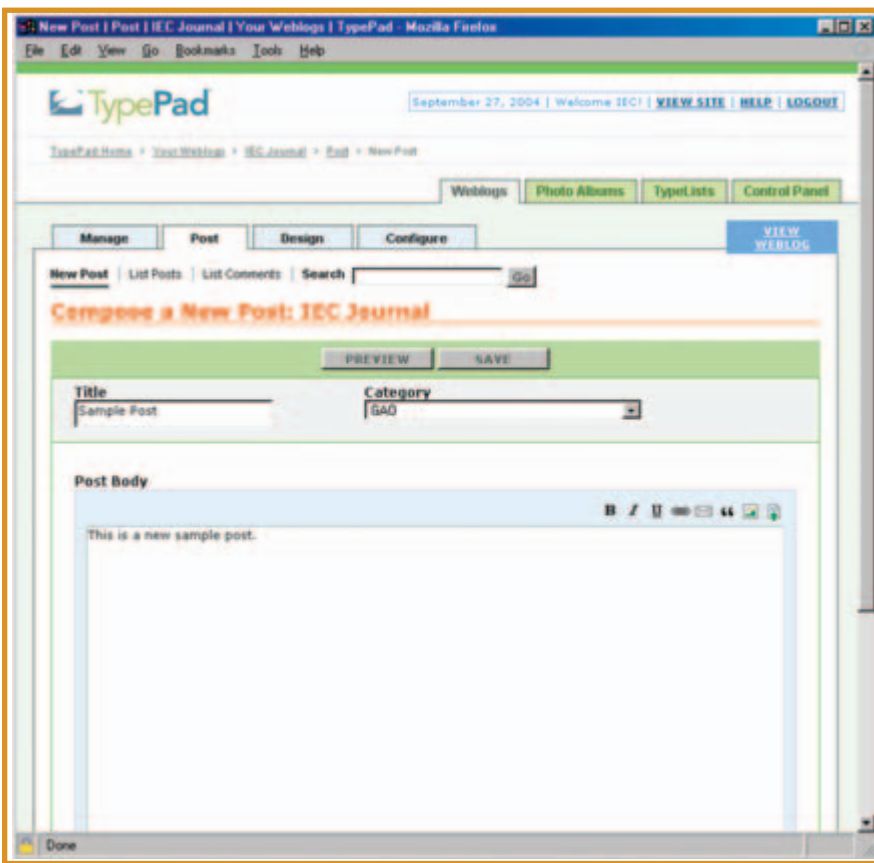 New Post | Post | IEC Journal | Your Weblogs | TypePad - Mozilla Firefox
File Edit View Go Bookmarks Tools Help
TypePad
September 27, 2004 | Welcome IEC! | VIEW SITE | HELP | LOGOUT
TypePad Home > Your Weblogs > IEC Journal > Post > New Post
Weblogs Photo Albums TypeLists Control Panel
Manage Post Design Configure VIEW WEBLOG
New Post | List Posts | List Comments | Search Go
Compose a New Post: IEC Journal
PREVIEW SAVE
Title Category
Sample Post GAO
Post Body
B I U “
This is a new sample post.
Done